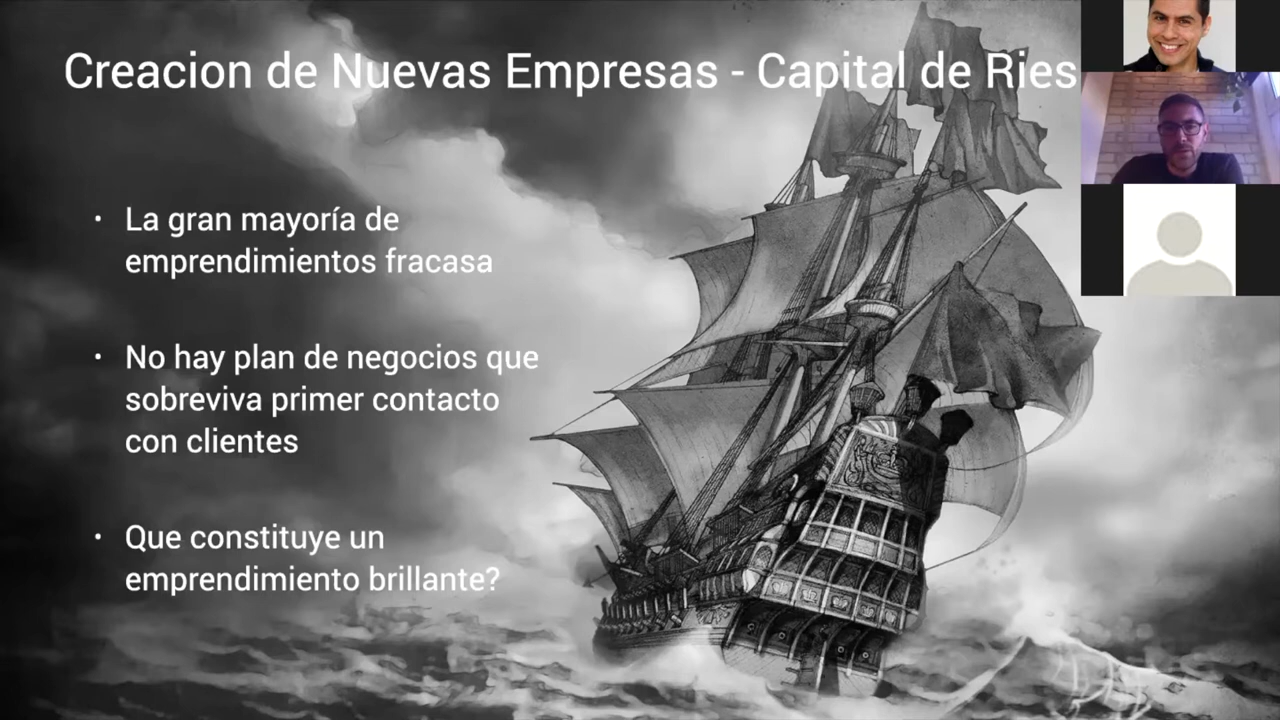 Creacion de Nuevas Empresas - Capital de Ries
• La gran mayoría de
emprendimientos fracasa
• No hay plan de negocios que
sobreviva primer contacto
con clientes
• Que constituye un
emprendimiento brillante?